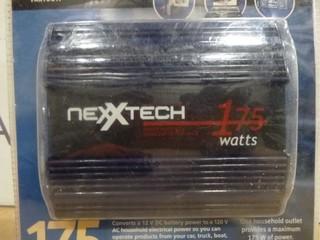 nexxtech
175
watts
175
Converts a 12 V DC battery power to a 120 V
AC household electrical power so you can
operate products from your car, truck, boat,
One household outlet
provides a maximum
175 W of power.